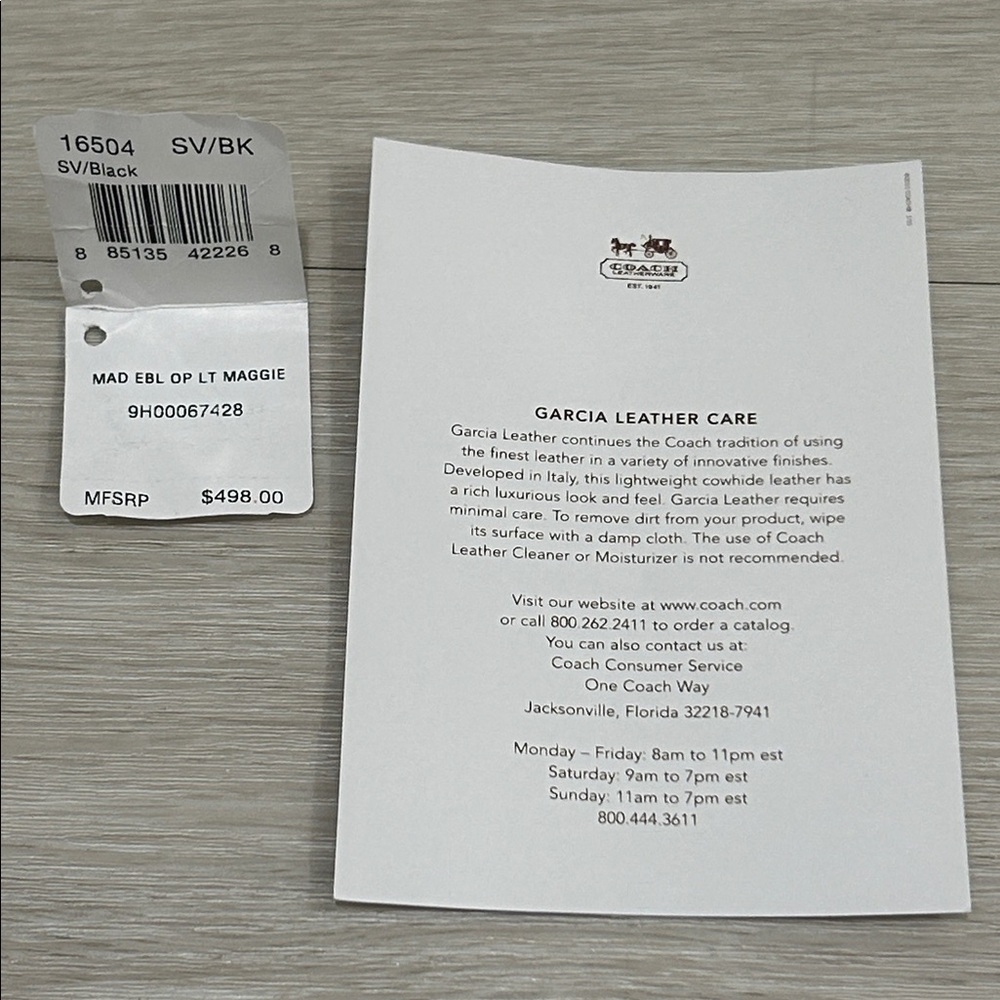 16504 SV/BK
SV/Black
8 85135 42226 8
MAD EBL OP LT MAGGIE
9H00067428
MFSRP $498.00
COACH
LEATHERWARE
EST. 1941
GARCIA LEATHER CARE
Garcia Leather continues the Coach tradition of using
the finest leather in a variety of innovative finishes.
Developed in Italy, this lightweight cowhide leather has
a rich luxurious look and feel. Garcia Leather requires
minimal care. To remove dirt from your product, wipe
its surface with a damp cloth. The use of Coach
Leather Cleaner or Moisturizer is not recommended.
Visit our website at www.coach.com
or call 800.262.2411 to order a catalog.
You can also contact us at:
Coach Consumer Service
One Coach Way
Jacksonville, Florida 32218-7941
Monday – Friday: 8am to 11pm est
Saturday: 9am to 7pm est
Sunday: 11am to 7pm est
800.444.3611